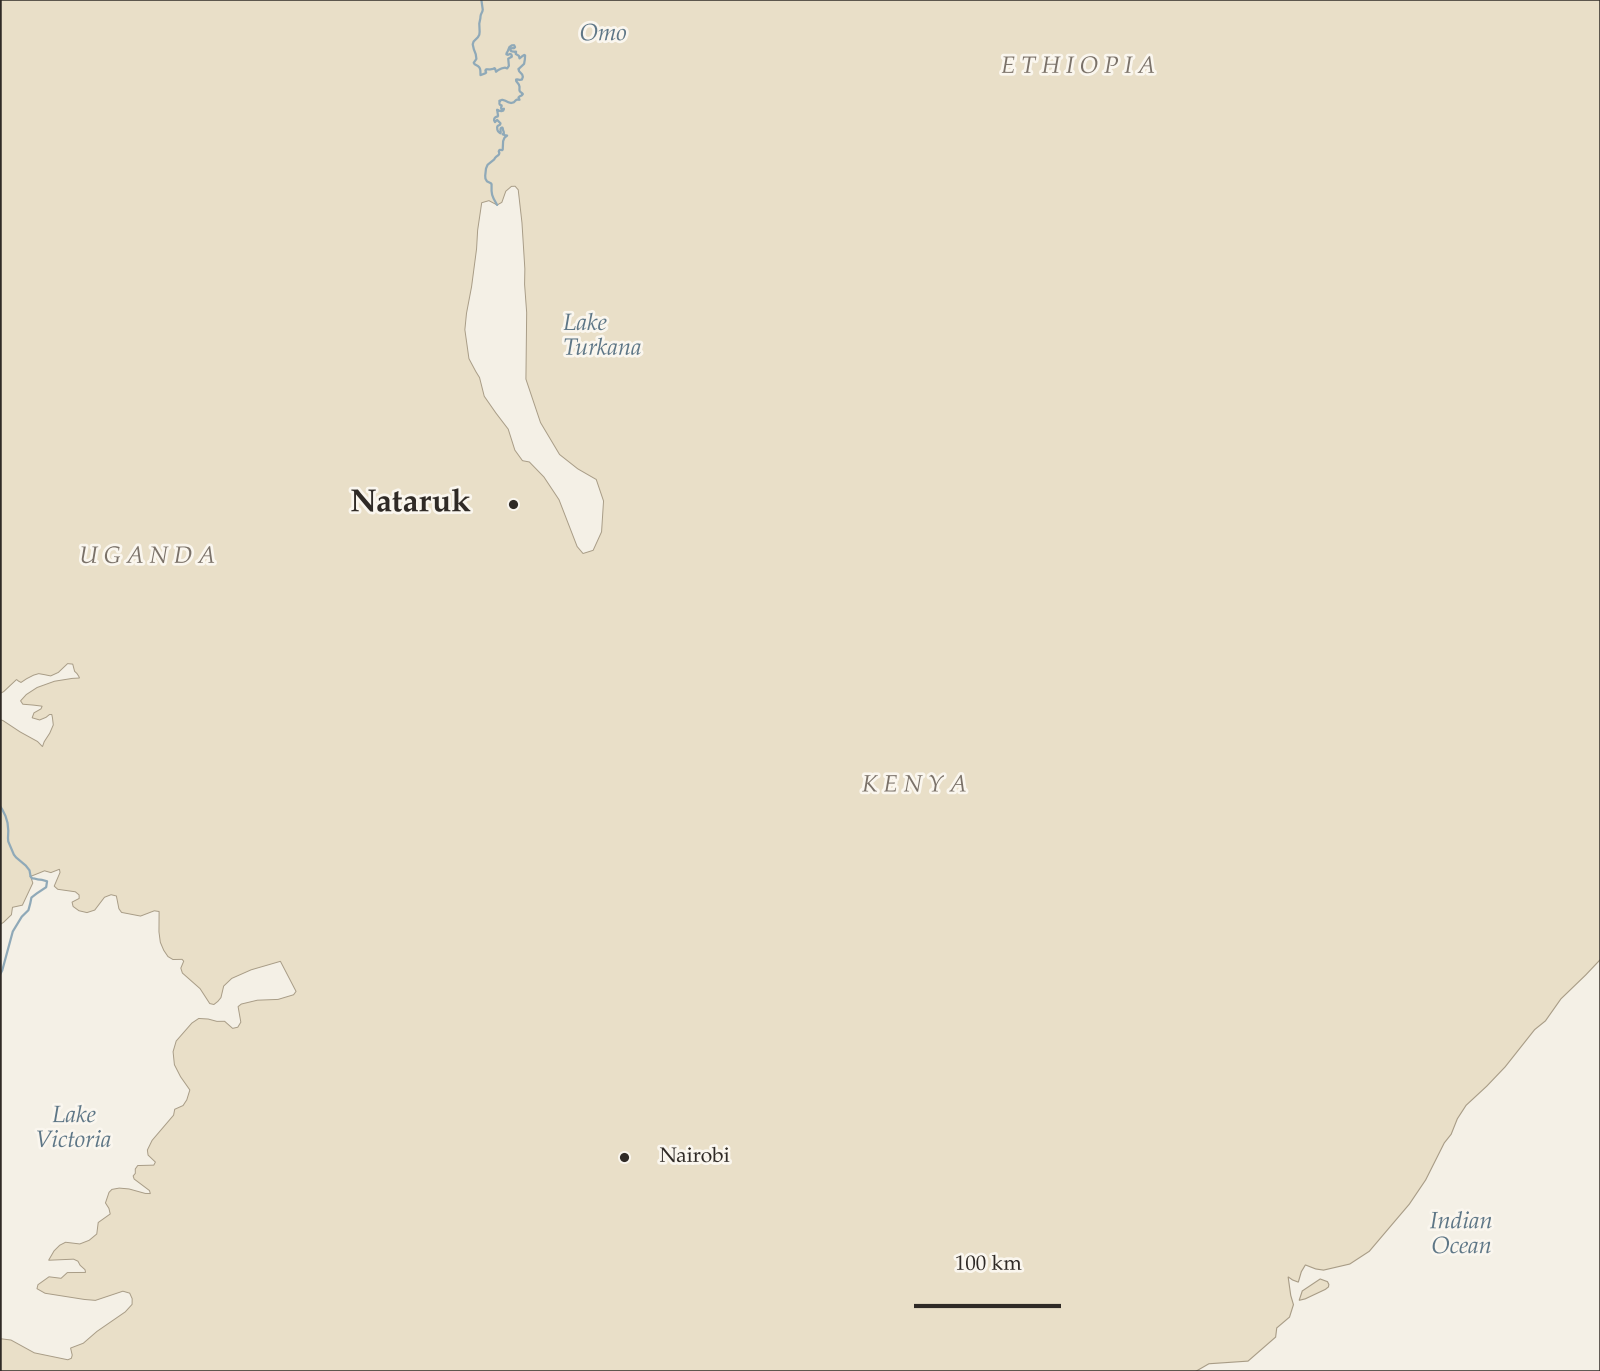 Omo
ETHIOPIA
Lake
Turkana
Nataruk
UGANDA
KENYA
Lake
Victoria
Nairobi
Indian
Ocean
100 km